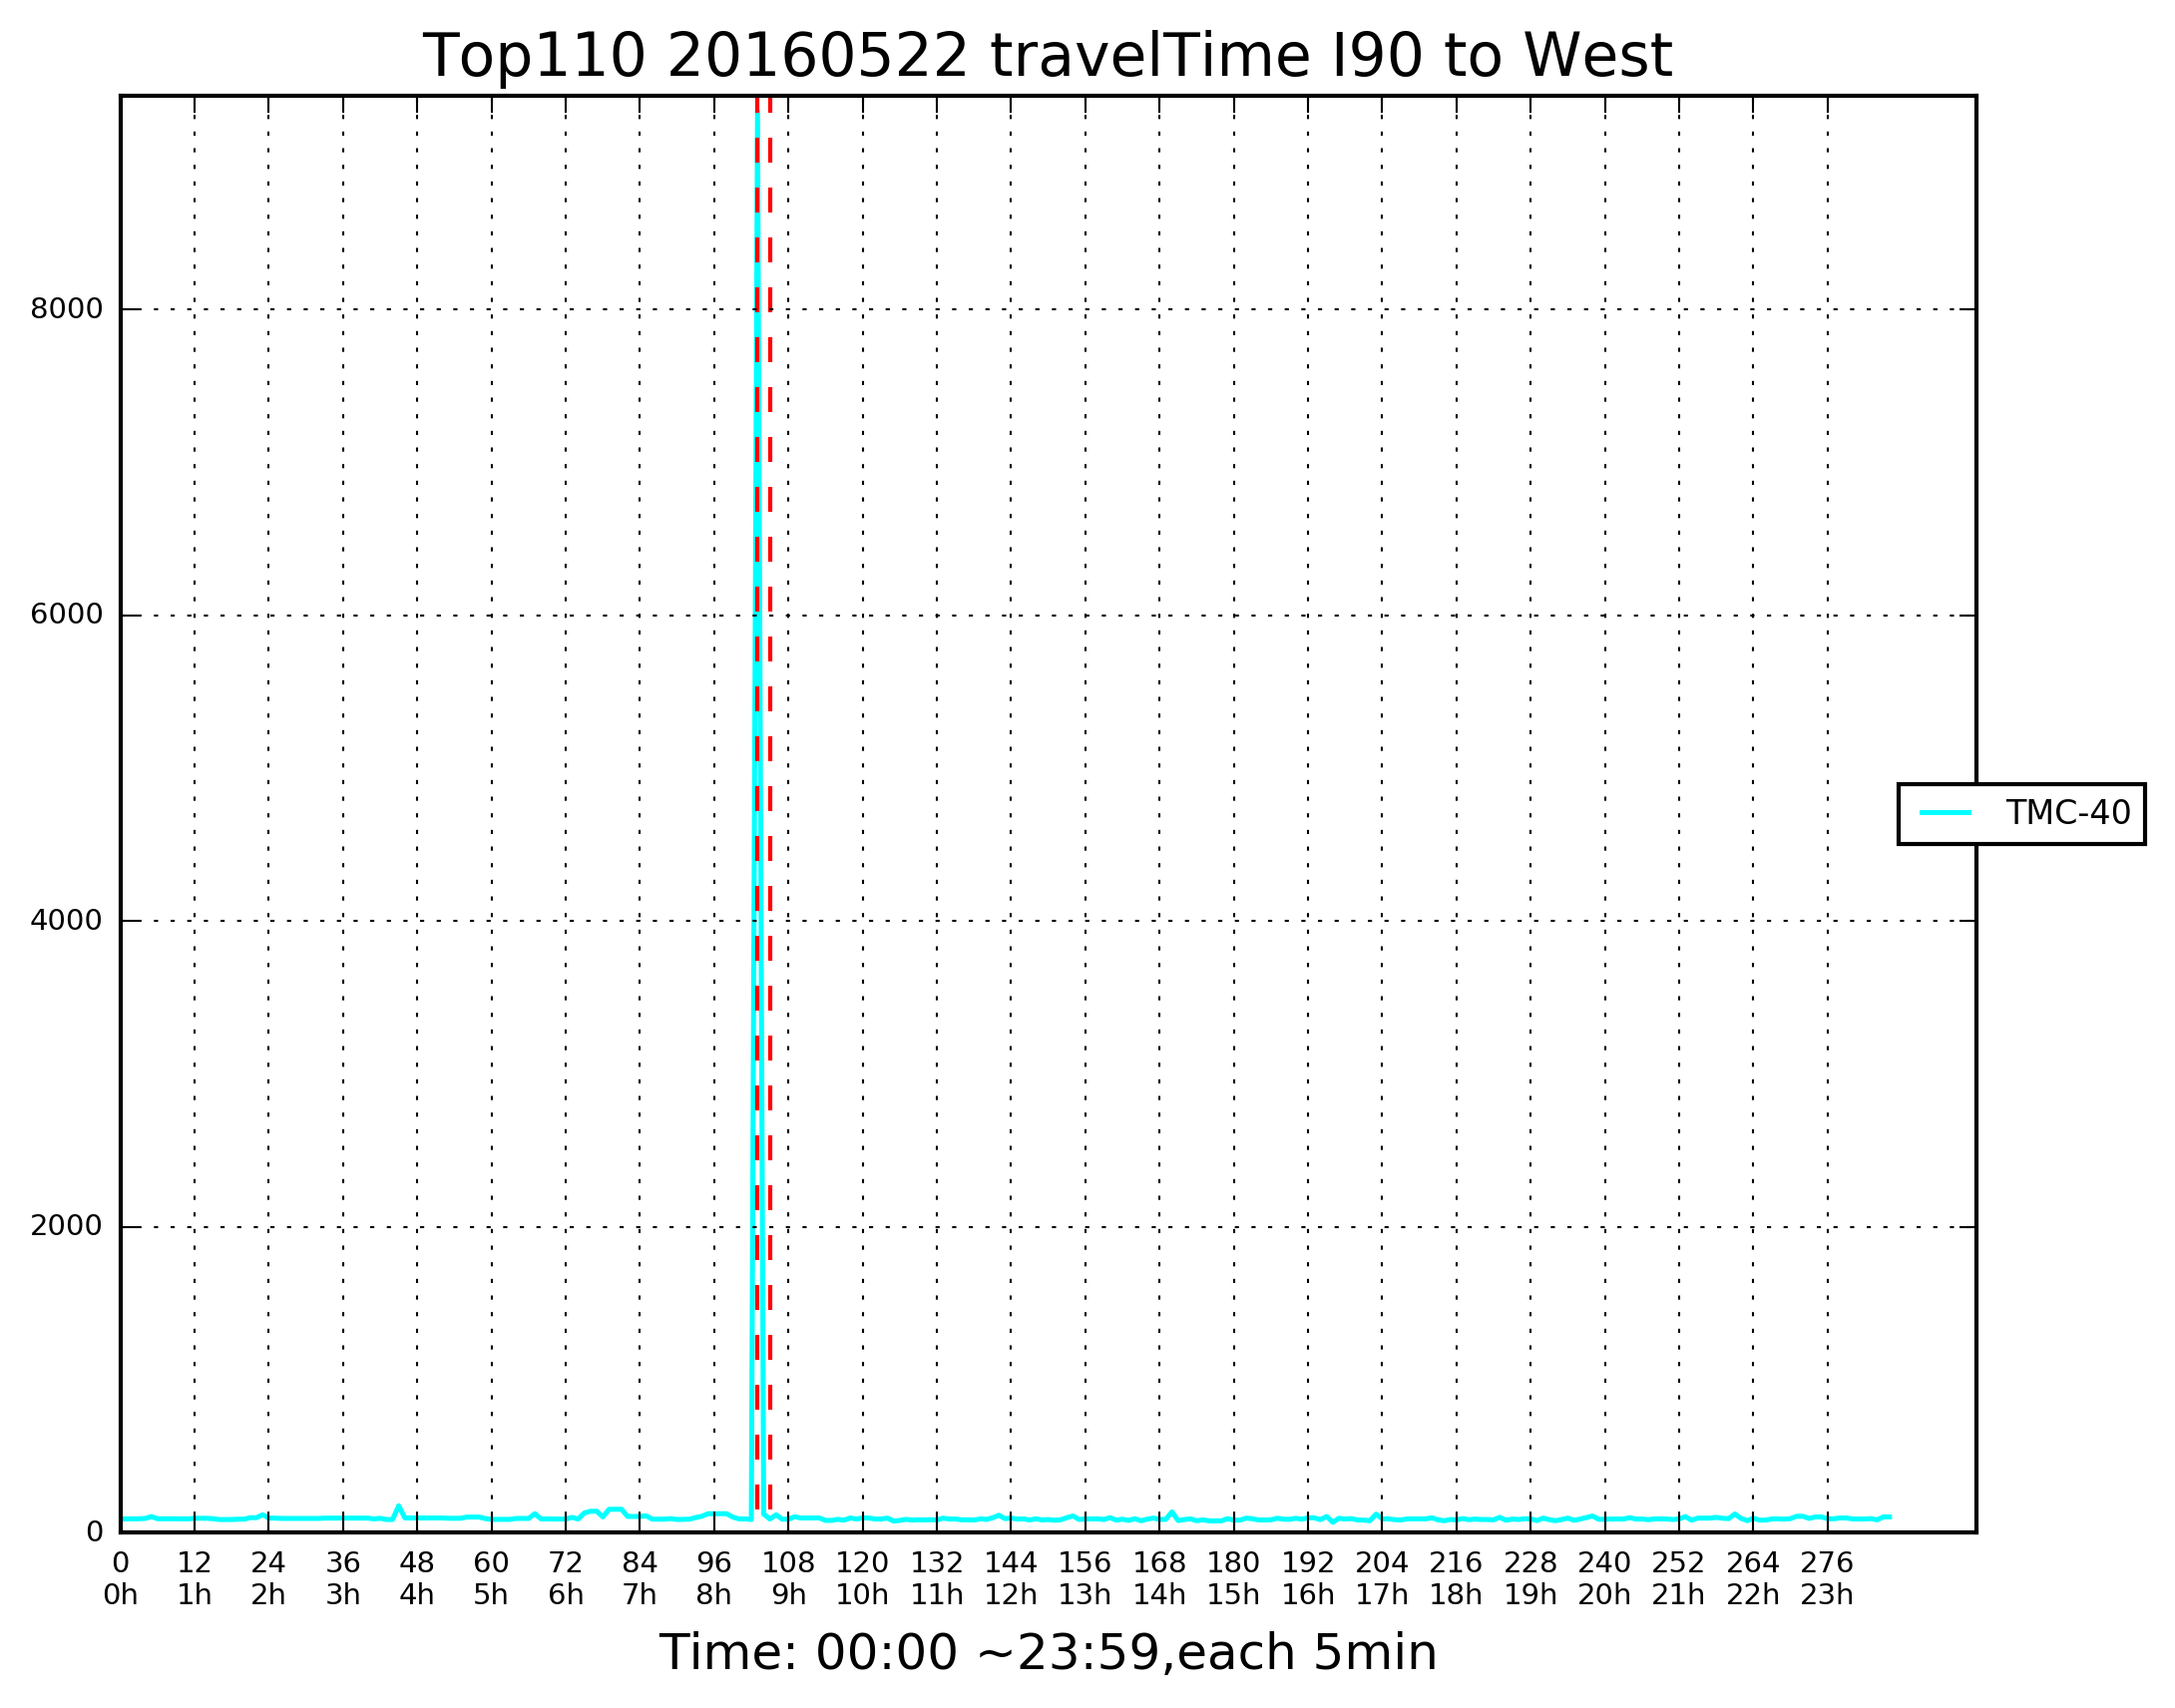 Top110 20160522 travelTime I90 to West
8000
6000
4000
2000
0
TMC-40
0 12 24 36 48 60 72 84 96 108 120 132 144 156 168 180 192 204 216 228 240 252 264 276
0h 1h 2h 3h 4h 5h 6h 7h 8h 9h 10h 11h 12h 13h 14h 15h 16h 17h 18h 19h 20h 21h 22h 23h
Time: 00:00 ~23:59,each 5min